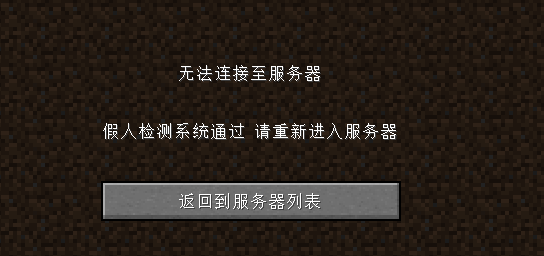 无法连接至服务器
假人检测系统通过 请重新进入服务器
返回到服务器列表